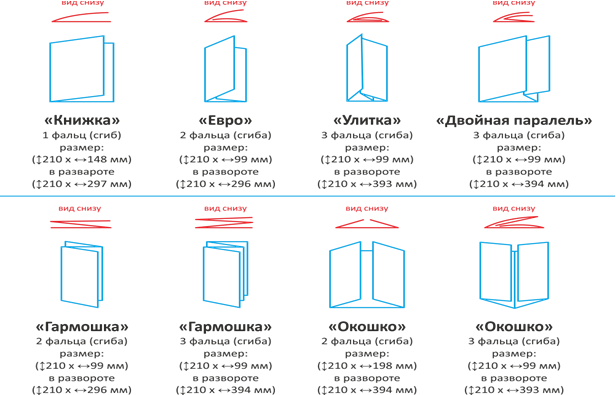 вид снизу вид снизу вид снизу вид снизу
«Книжка» «Евро» «Улитка» «Двойная паралель»
1 фальц (сгиб) 2 фальца (сгиба) 3 фальца (сгиба) 3 фальца (сгиба)
размер: размер: размер: размер:
(↕210 х ↔148 мм) (↕210 х ↔99 мм) (↕210 х ↔99 мм) (↕210 х ↔99 мм)
в развароте в развороте в развороте в развороте
(↕210 х ↔297 мм) (↕210 х ↔296 мм) (↕210 х ↔393 мм) (↕210 х ↔394 мм)
вид снизу вид снизу вид снизу вид снизу
«Гармошка» «Гармошка» «Окошко» «Окошко»
2 фальца (сгиба) 3 фальца (сгиба) 2 фальца (сгиба) 3 фальца (сгиба)
размер: размер: размер: размер:
(↕210 х ↔99 мм) (↕210 х ↔99 мм) (↕210 х ↔198 мм) (↕210 х ↔99 мм)
в развороте в развороте в развороте в развороте
(↕210 х ↔296 мм) (↕210 х ↔394 мм) (↕210 х ↔394 мм) (↕210 х ↔393 мм)